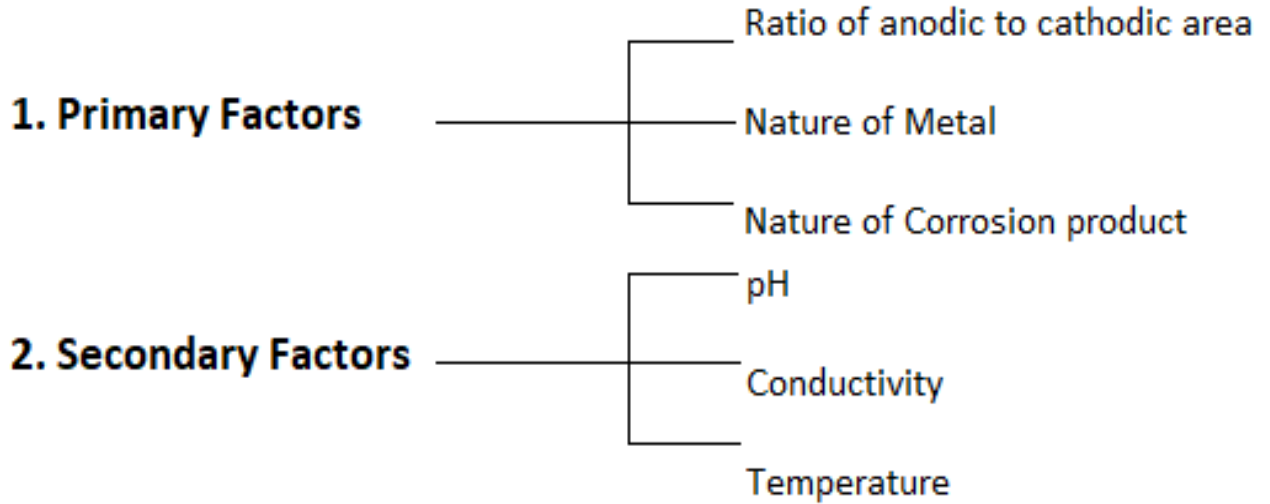 Ratio of anodic to cathodic area
1. Primary Factors
Nature of Metal
Nature of Corrosion product
pH
2. Secondary Factors
Conductivity
Temperature